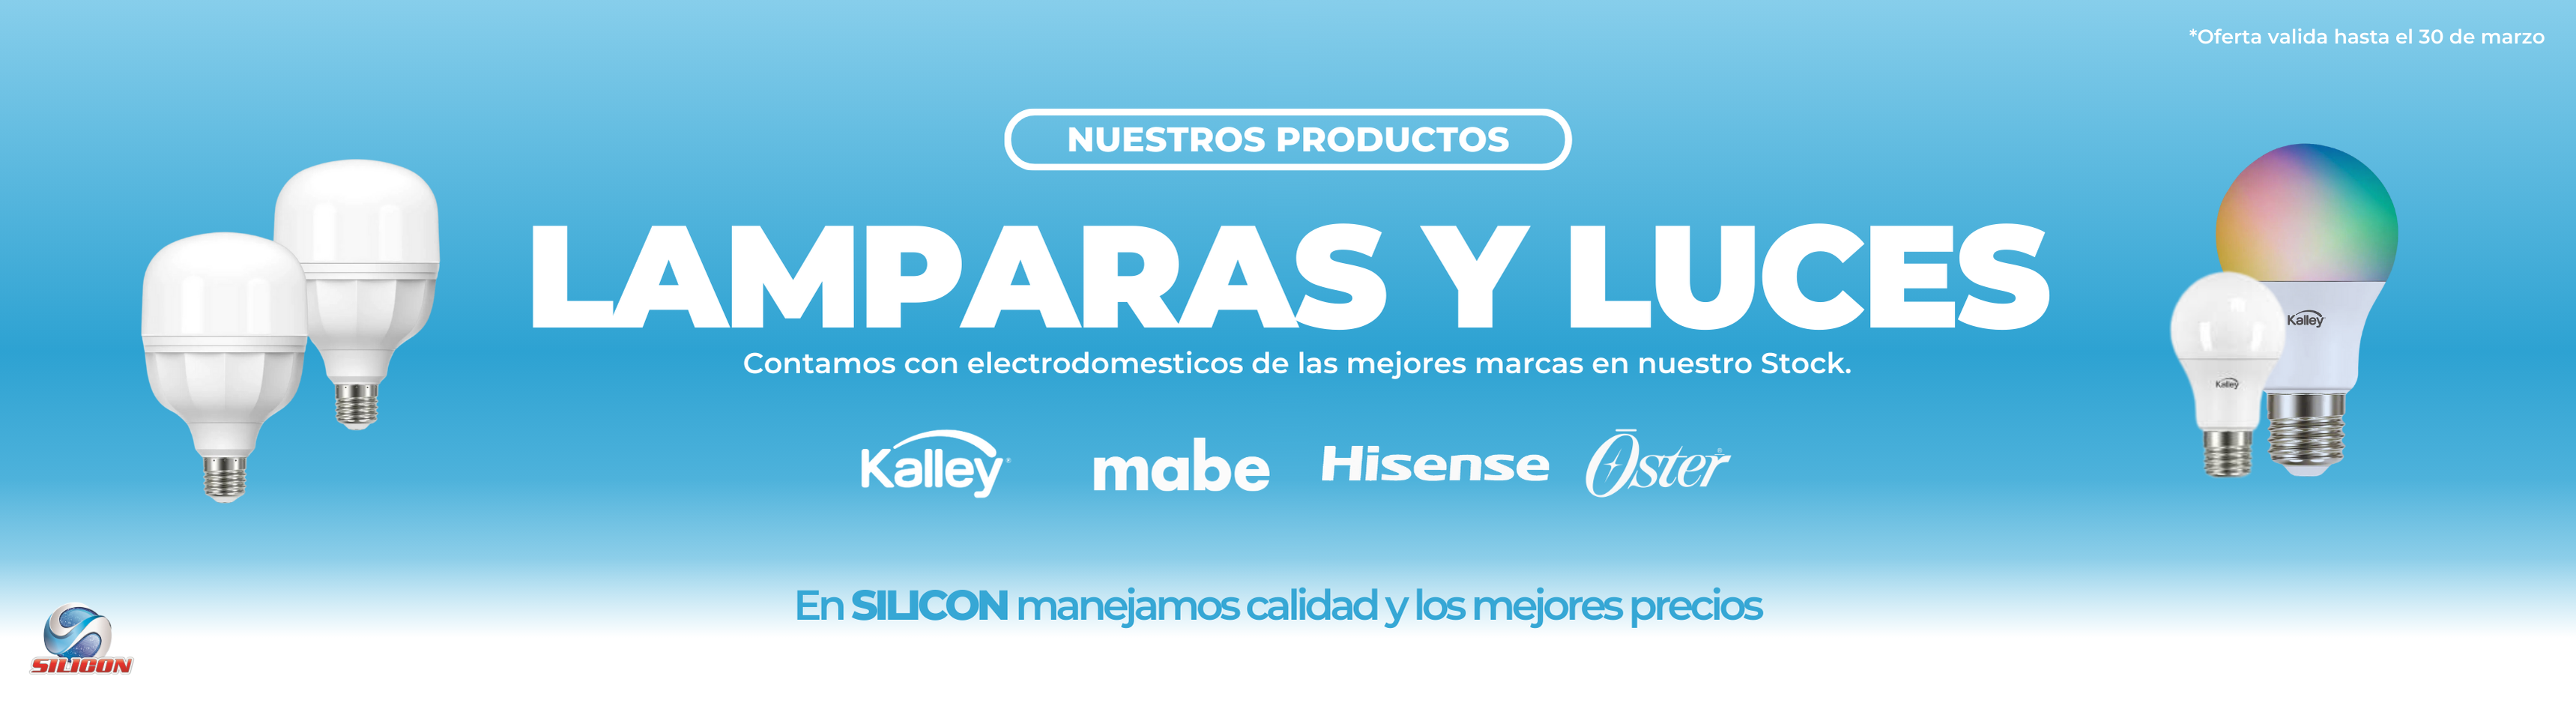 *Oferta valida hasta el 30 de marzo
NUESTROS PRODUCTOS
LAMPARAS Y LUCES
Contamos con electrodomesticos de las mejores marcas en nuestro Stock.
Kalley mabe Hisense Oster
Kalley
Kalley
En SILICON manejamos calidad y los mejores precios
SILICON